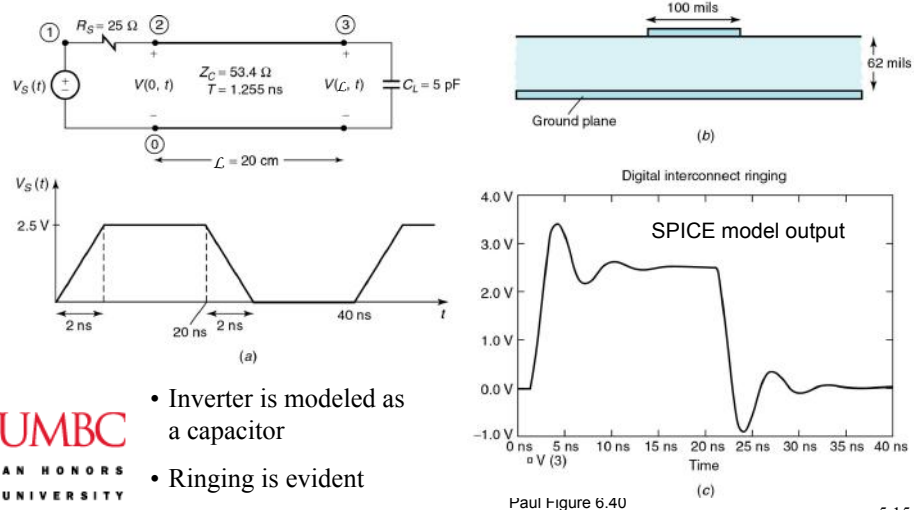 ① R_S = 25 Ω ② ③
V_S (t) + − + V(0, t) − Z_C = 53.4 Ω + V(ℒ, t) − C_L = 5 pF
T = 1.255 ns
⓪
ℒ = 20 cm
V_S (t)
2.5 V
2 ns 20 ns 2 ns 40 ns t
(a)
100 mils
62 mils
Ground plane
(b)
Digital interconnect ringing
4.0 V
SPICE model output
3.0 V
2.0 V
1.0 V
0.0 V
−1.0 V
0 ns 5 ns 10 ns 15 ns 20 ns 25 ns 30 ns 35 ns 40 ns
▫ V (3) Time
(c)
UMBC
AN HONORS
UNIVERSITY
• Inverter is modeled as
a capacitor
• Ringing is evident
Paul Figure 6.40